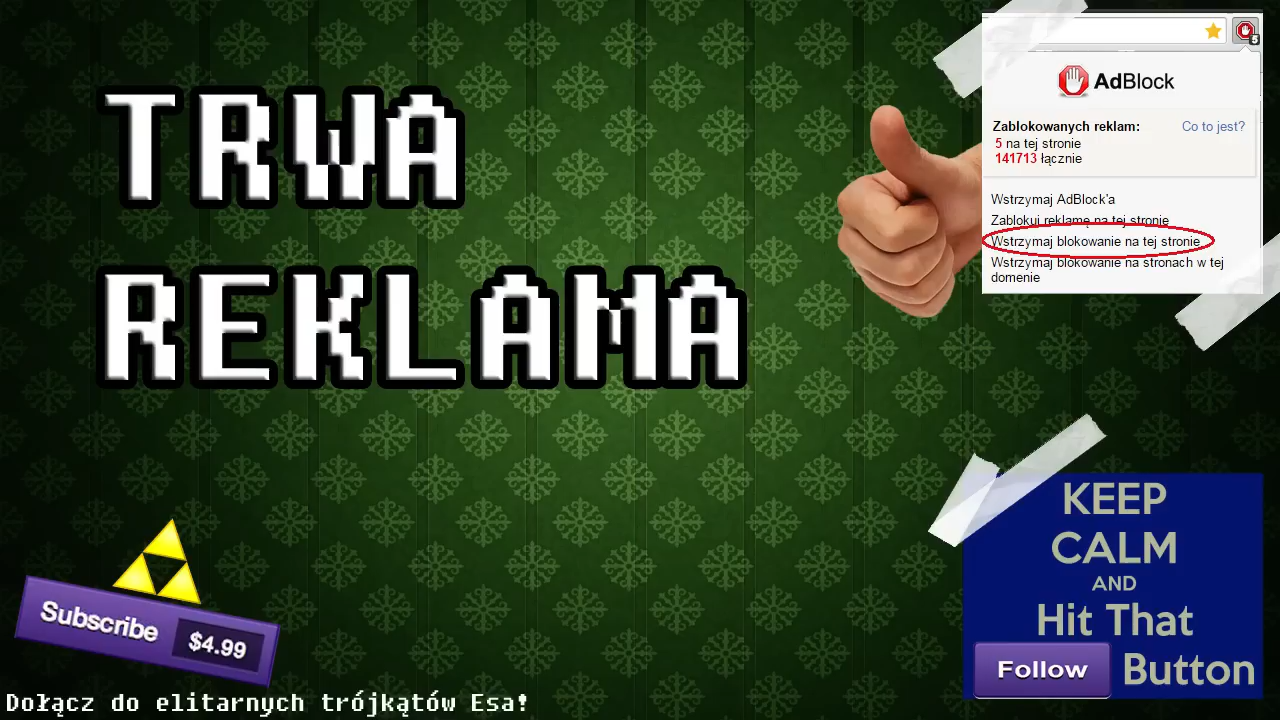 TRWA
REKLAMA
5
AdBlock
Zablokowanych reklam:
Co to jest?
5 na tej stronie
141713 łącznie
Wstrzymaj AdBlock'a
Zablokuj reklamę na tej stronie
Wstrzymaj blokowanie na tej stronie
Wstrzymaj blokowanie na stronach w tej
domenie
KEEP
CALM
AND
Hit That
Follow Button
Subscribe $4.99
Dołącz do elitarnych trójkątów Esa!